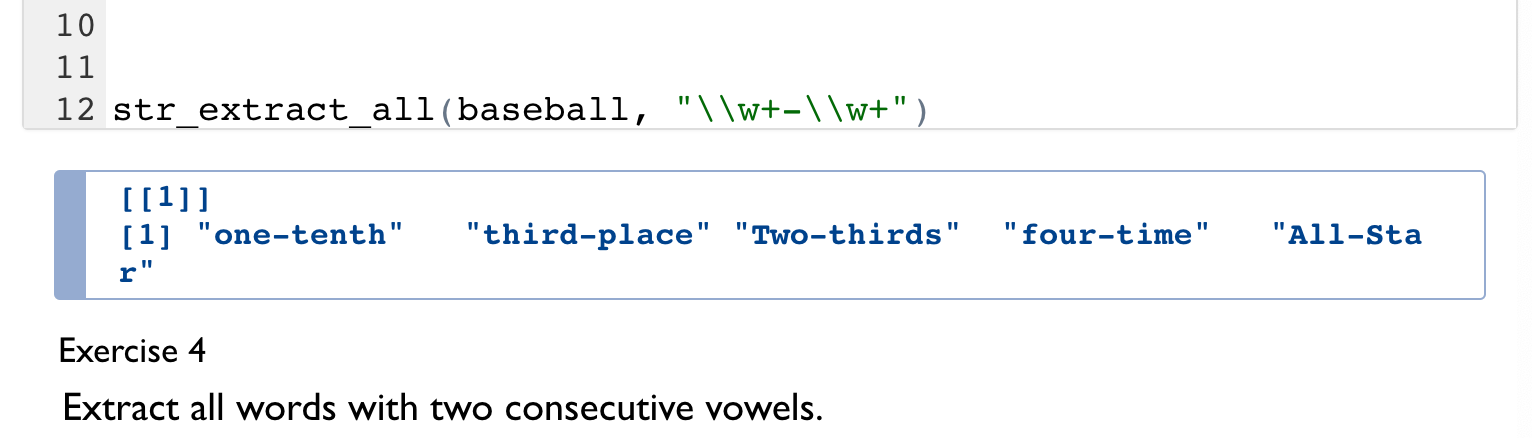 10
11
12 str_extract_all(baseball, "\\w+-\\w+")
[[1]]
[1] "one-tenth"   "third-place" "Two-thirds"  "four-time"   "All-Sta
r"
Exercise 4
Extract all words with two consecutive vowels.